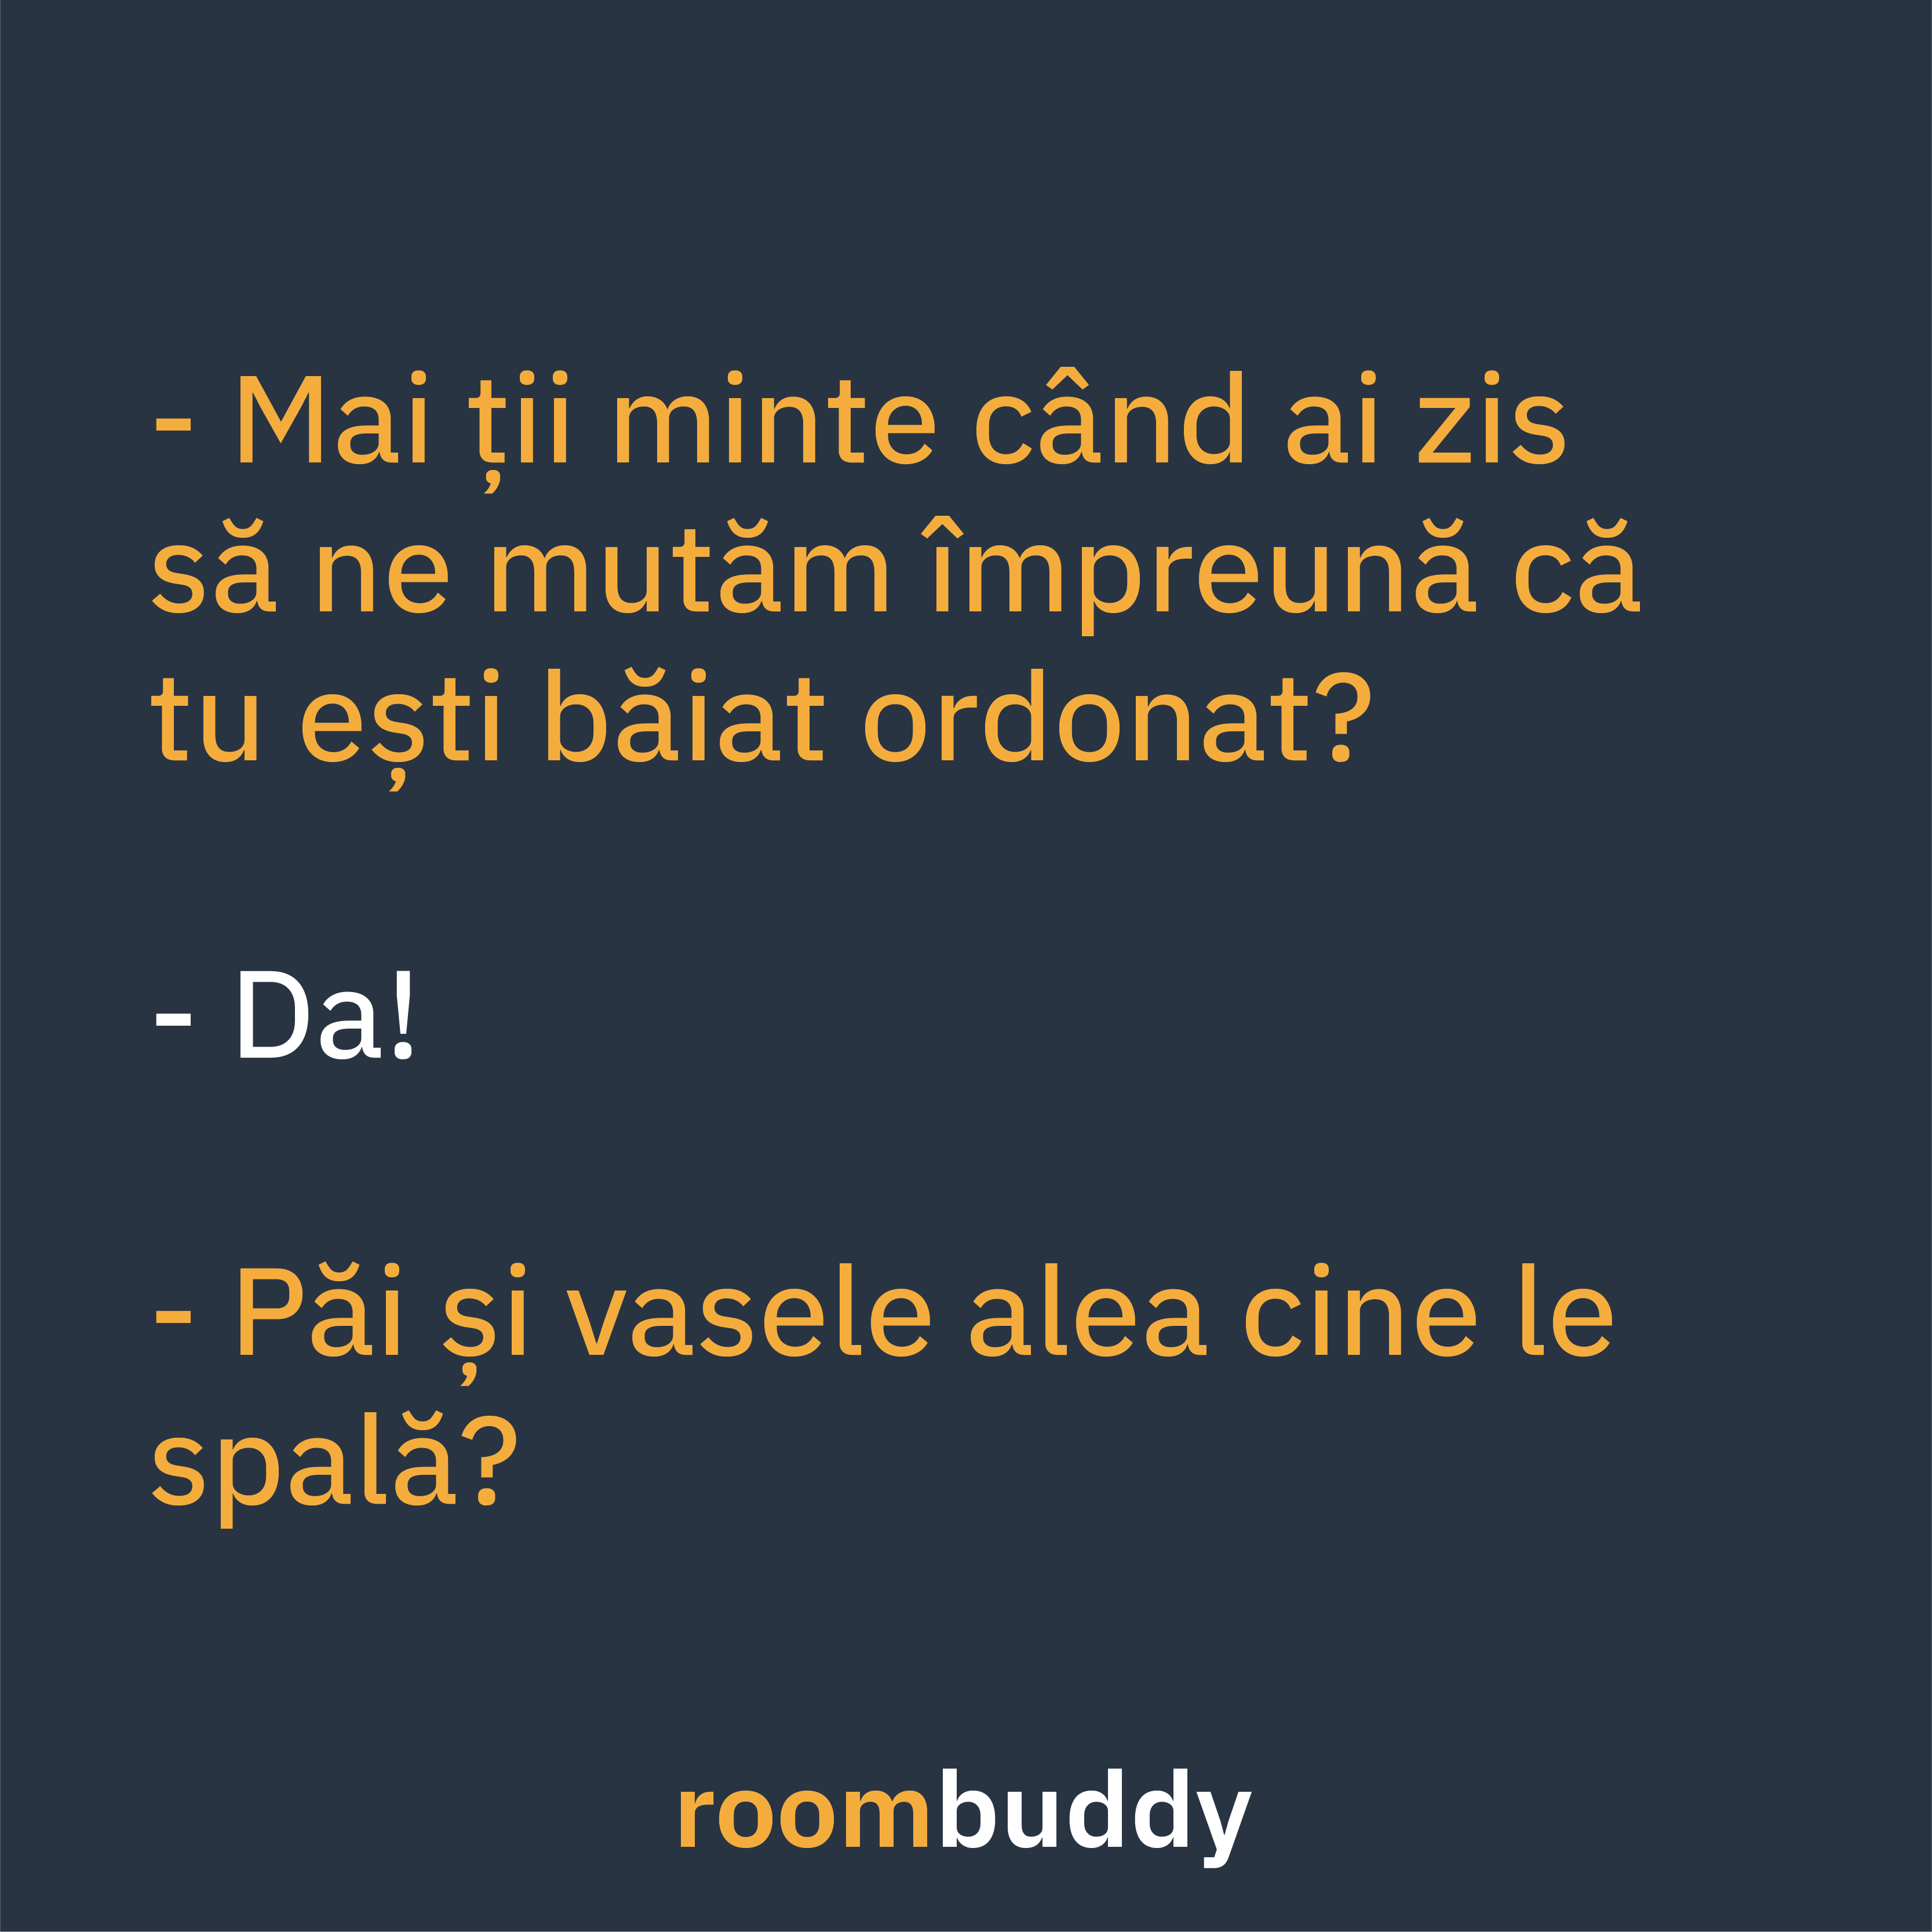 - Mai ții minte când ai zis
să ne mutăm împreună că
tu ești băiat ordonat?
- Da!
- Păi și vasele alea cine le
spală?
roombuddy